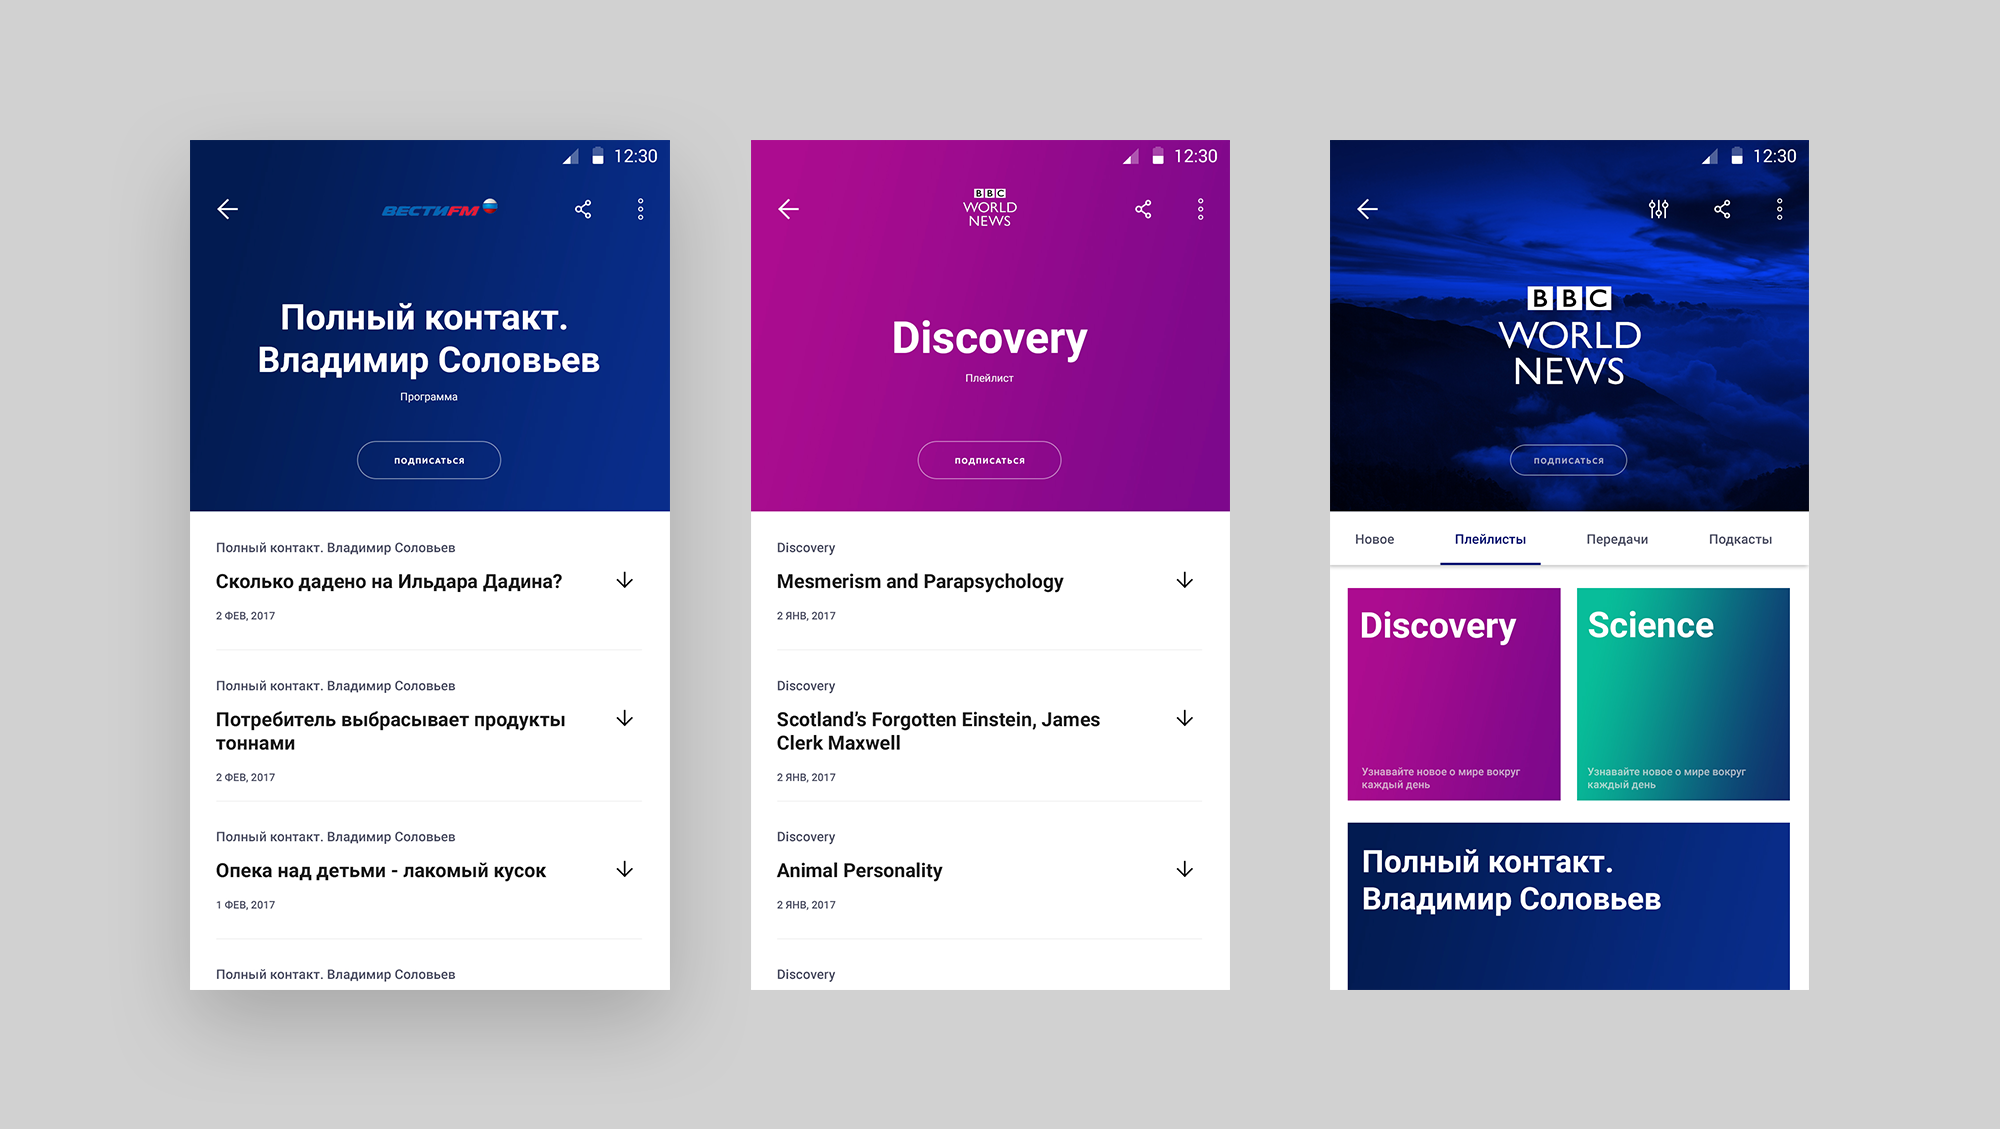 12:30
ВЕСТИFM
Полный контакт.
Владимир Соловьев
Программа
ПОДПИСАТЬСЯ
Полный контакт. Владимир Соловьев
Сколько дадено на Ильдара Дадина?
2 ФЕВ, 2017
Полный контакт. Владимир Соловьев
Потребитель выбрасывает продукты
тоннами
2 ФЕВ, 2017
Полный контакт. Владимир Соловьев
Опека над детьми - лакомый кусок
1 ФЕВ, 2017
Полный контакт. Владимир Соловьев
12:30
BBC
WORLD
NEWS
Discovery
Плейлист
ПОДПИСАТЬСЯ
Discovery
Mesmerism and Parapsychology
2 ЯНВ, 2017
Discovery
Scotland’s Forgotten Einstein, James
Clerk Maxwell
2 ЯНВ, 2017
Discovery
Animal Personality
2 ЯНВ, 2017
Discovery
12:30
BBC
WORLD
NEWS
ПОДПИСАТЬСЯ
Новое Плейлисты Передачи Подкасты
Discovery
Узнавайте новое о мире вокруг
каждый день
Science
Узнавайте новое о мире вокруг
каждый день
Полный контакт.
Владимир Соловьев